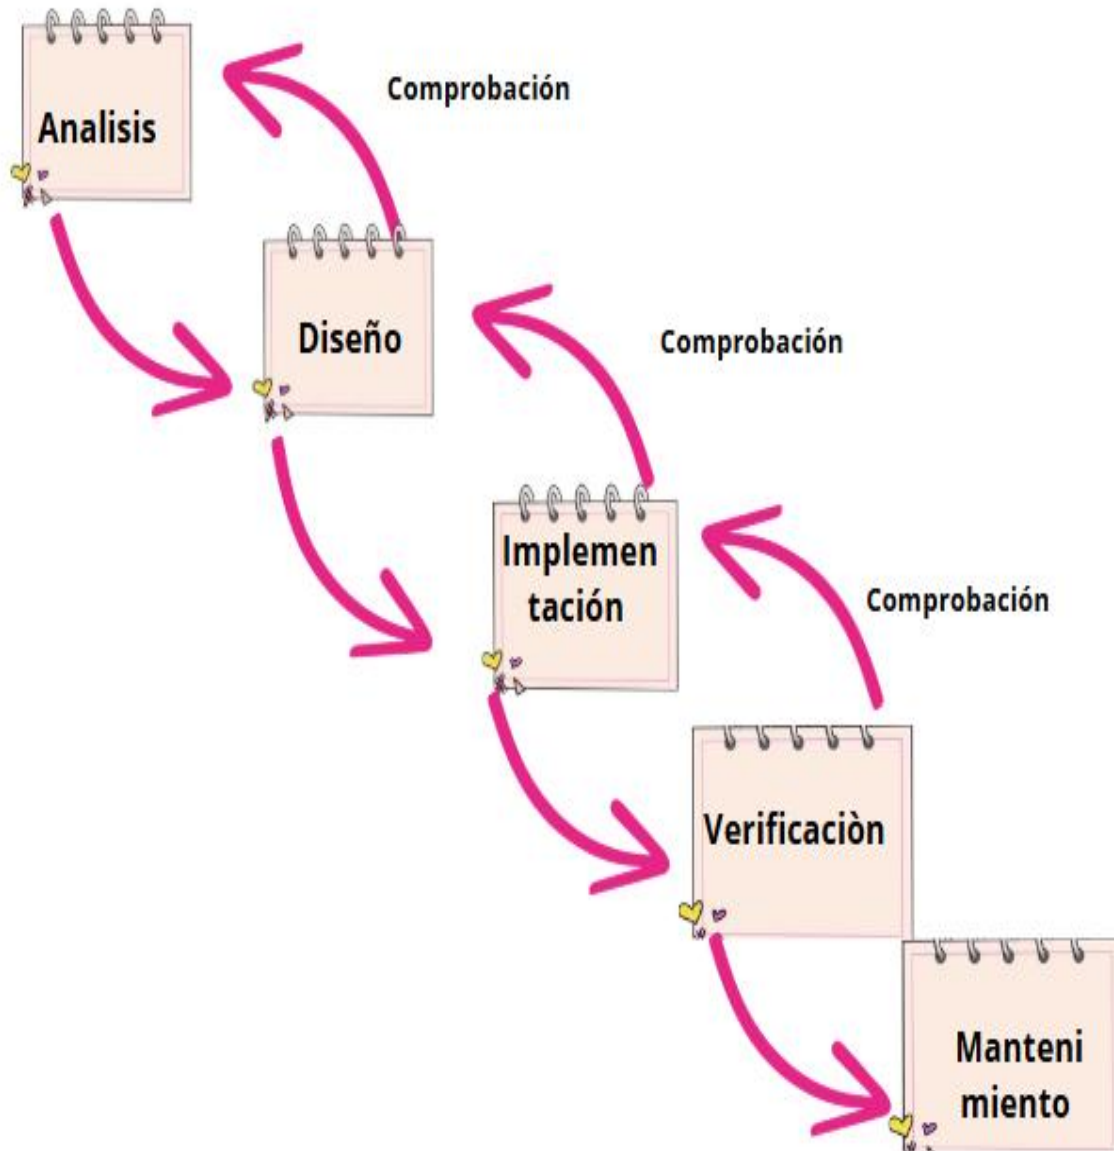 Analisis
Comprobación
Diseño
Comprobación
Implemen
tación
Comprobación
Verificaciòn
Manteni
miento